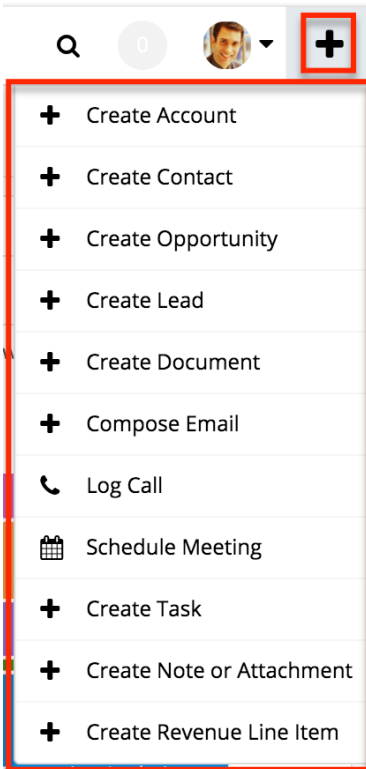 0
Create Account
Create Contact
Create Opportunity
Create Lead
Create Document
Compose Email
Log Call
Schedule Meeting
Create Task
Create Note or Attachment
Create Revenue Line Item